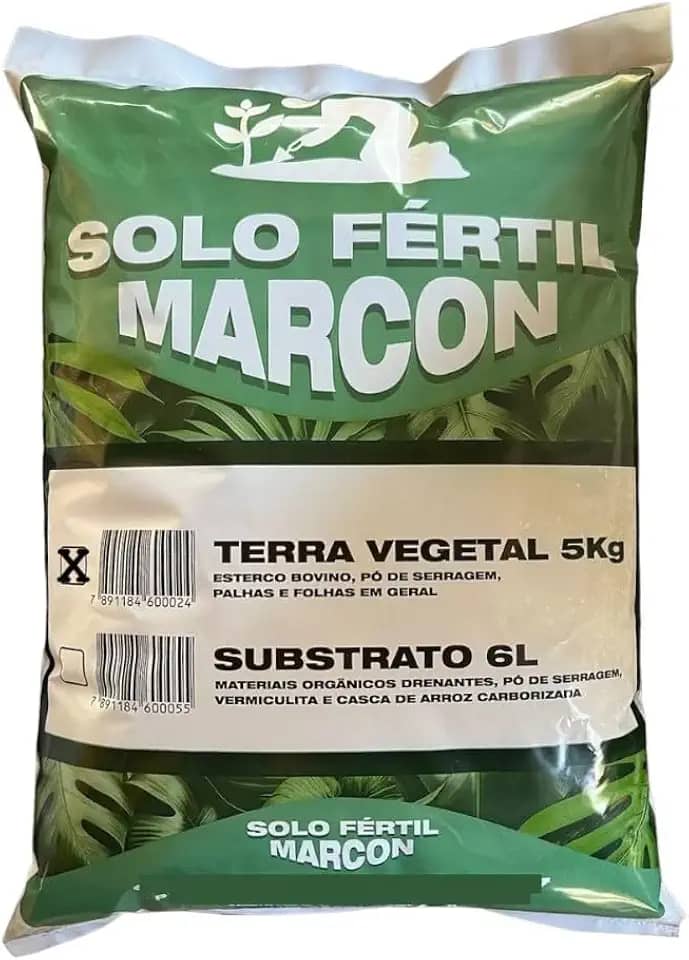 SOLO FÉRTIL
MARCON
X
TERRA VEGETAL 5Kg
ESTERCO BOVINO, PÓ DE SERRAGEM,
PALHAS E FOLHAS EM GERAL
7 891184 600024
SUBSTRATO 6L
MATERIAIS ORGÂNICOS DRENANTES, PÓ DE SERRAGEM,
VERMICULITA E CASCA DE ARROZ CARBORIZADA
7 891184 600055
SOLO FÉRTIL
MARCON